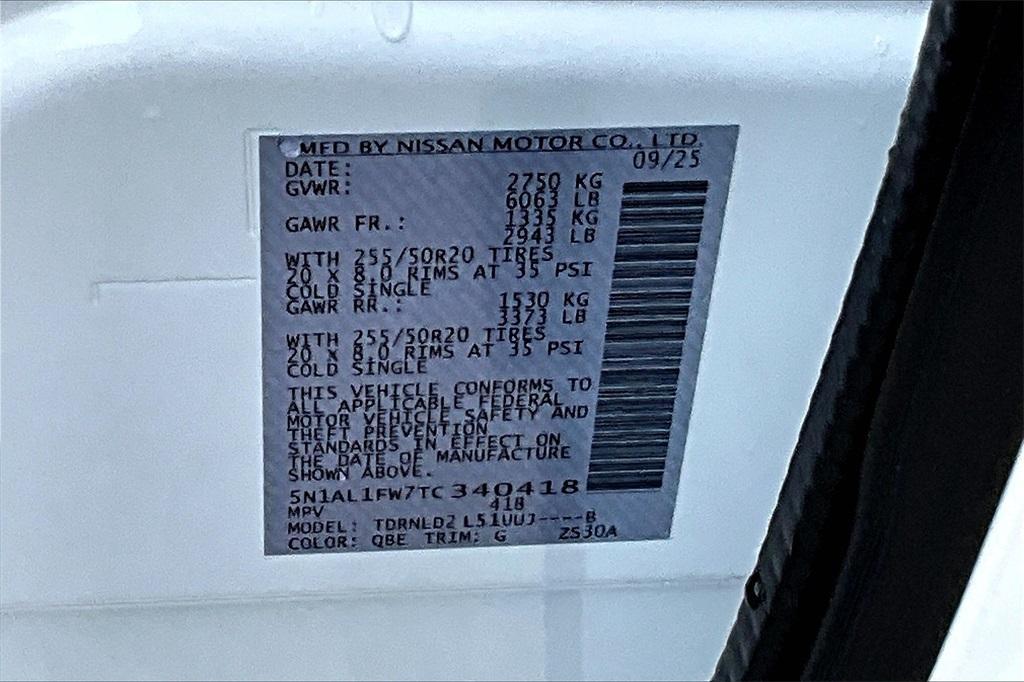 MFD BY NISSAN MOTOR CO., LTD.
DATE: 09/25
GVWR: 2750 KG
6063 LB
GAWR FR.: 1335 KG
2943 LB
WITH 255/50R20 TIRES
20 X 8.0 RIMS AT 35 PSI
COLD SINGLE
GAWR RR.: 1530 KG
3373 LB
WITH 255/50R20 TIRES
20 X 8.0 RIMS AT 35 PSI
COLD SINGLE
THIS VEHICLE CONFORMS TO
ALL APPLICABLE FEDERAL
MOTOR VEHICLE SAFETY AND
THEFT PREVENTION
STANDARDS IN EFFECT ON
THE DATE OF MANUFACTURE
SHOWN ABOVE.
5N1AL1FW7TC340418
MPV 418
MODEL: TDRNLD2 L51UUJ----B
COLOR: QBE TRIM: G ZS30A